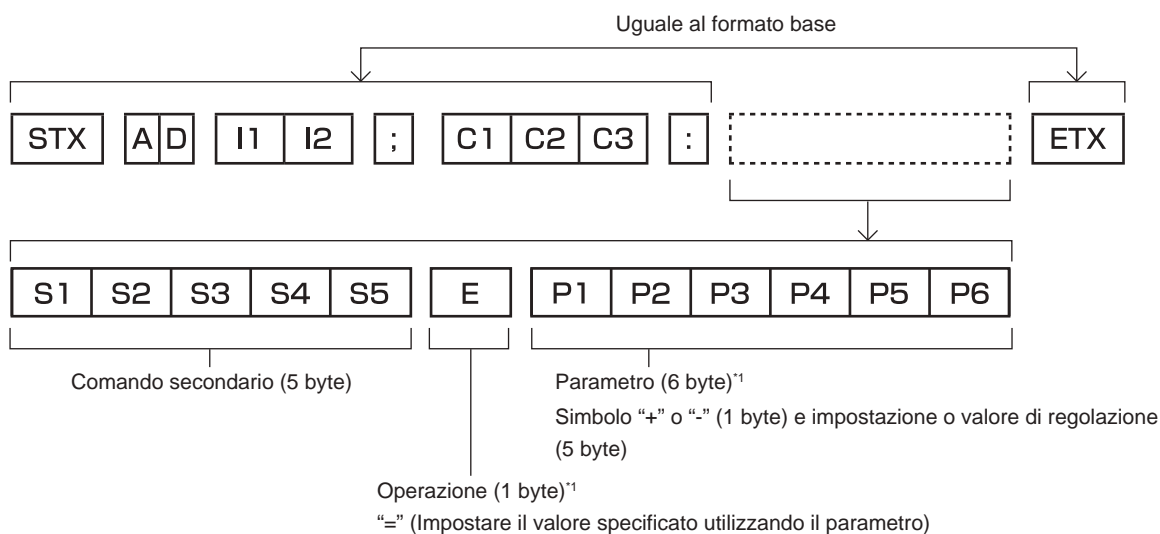 Uguale al formato base
STX A D I1 I2 ; C1 C2 C3 : ETX
S1 S2 S3 S4 S5 E P1 P2 P3 P4 P5 P6
Comando secondario (5 byte)
Parametro (6 byte)*1
Simbolo “+” o “-” (1 byte) e impostazione o valore di regolazione
(5 byte)
Operazione (1 byte)*1
“=” (Impostare il valore specificato utilizzando il parametro)